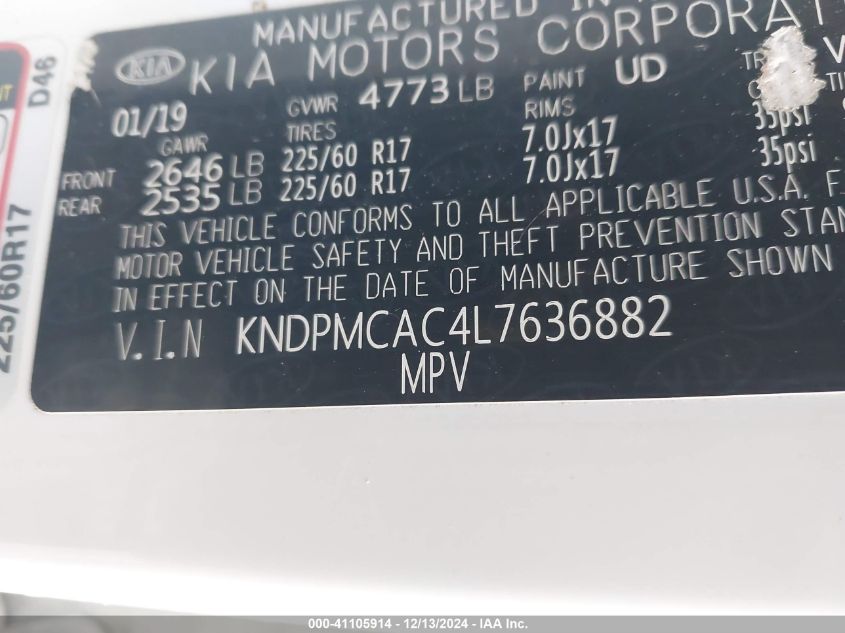 MANUFACTURED IN
KIA KIA MOTORS CORPORAT
01/19 GVWR 4773 LB PAINT UD
GAWR TIRES RIMS
FRONT 2646 LB 225/60 R17 7.0Jx17 35psi
REAR 2535 LB 225/60 R17 7.0Jx17 35psi
THIS VEHICLE CONFORMS TO ALL APPLICABLE U.S.A. F
MOTOR VEHICLE SAFETY AND THEFT PREVENTION STAN
IN EFFECT ON THE DATE OF MANUFACTURE SHOWN
V.I.N KNDPMCAC4L7636882
MPV
D46
225/60R17
000-41105914 - 12/13/2024 - IAA Inc.